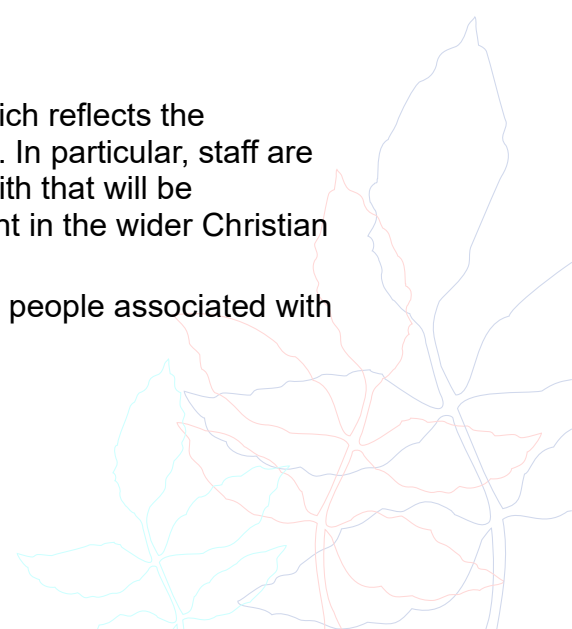 ich reflects the
. In particular, staff are
ith that will be
nt in the wider Christian
people associated with